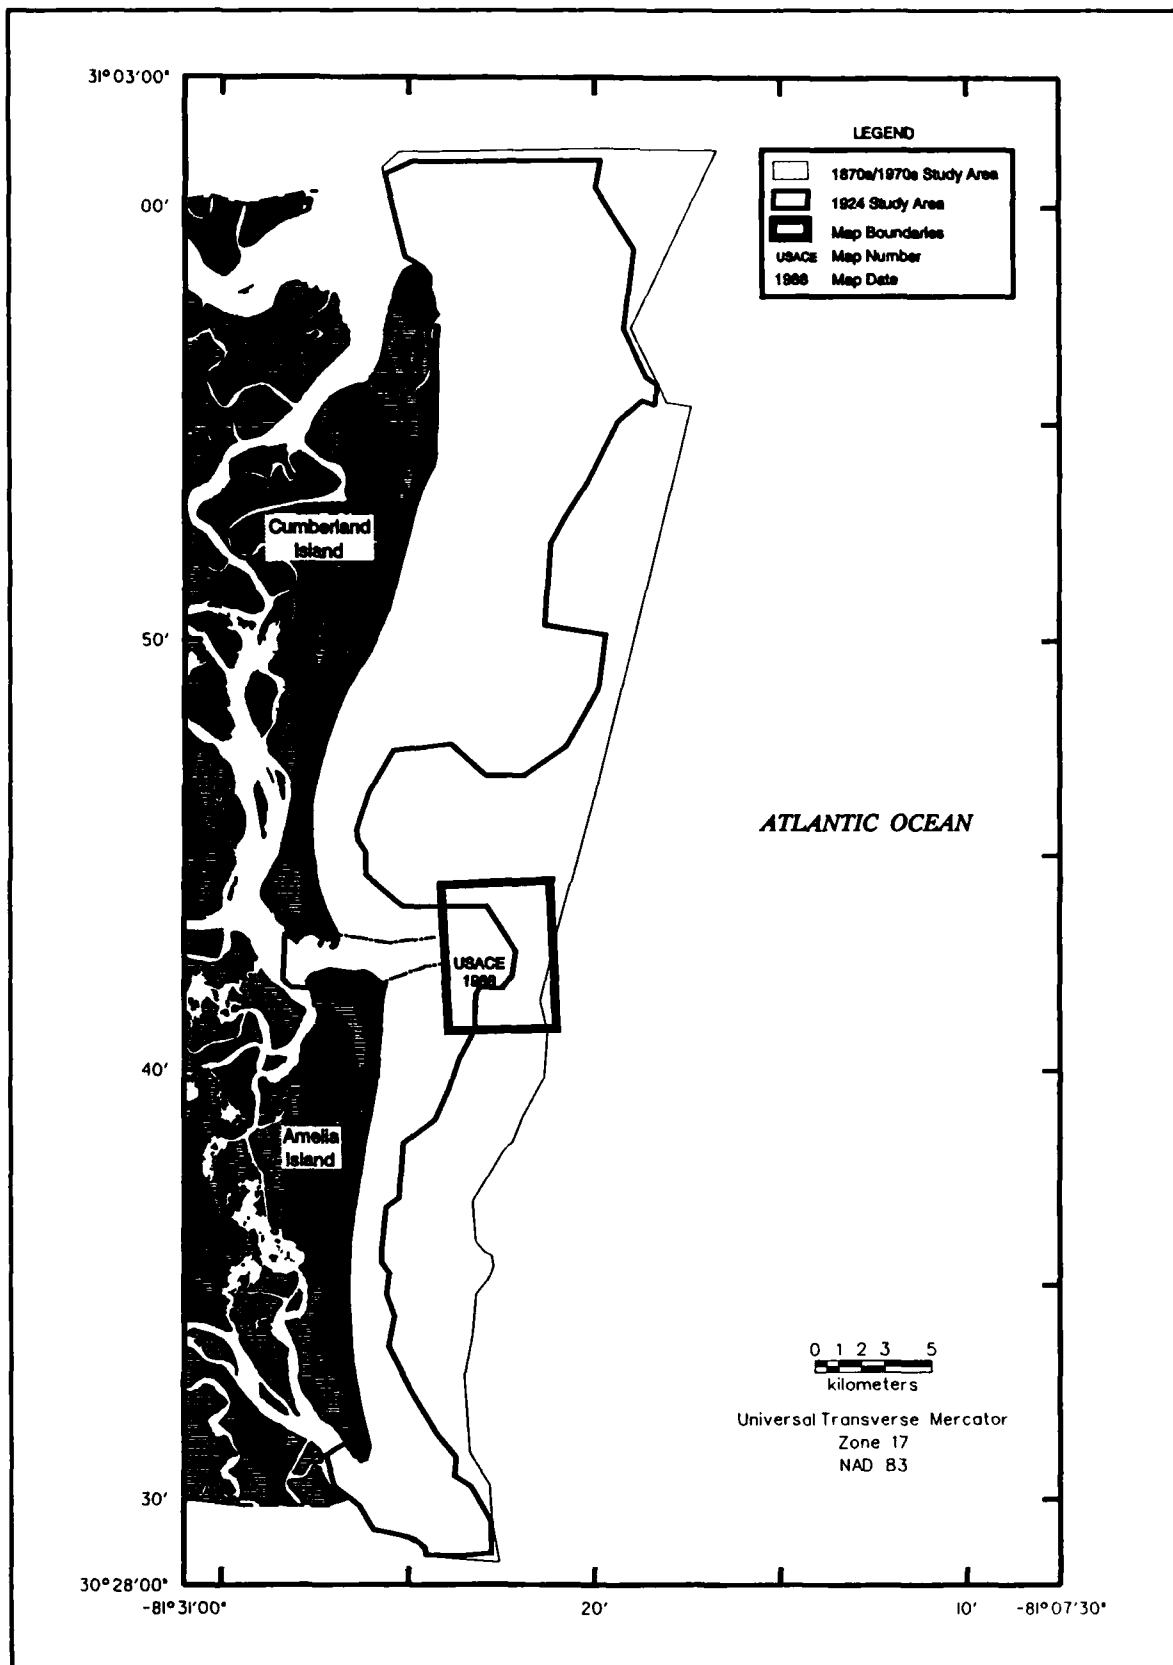 31°03'00"
LEGEND
1870s/1970s Study Area
1924 Study Area
Map Boundaries
USACE Map Number
1988 Map Date
00'
Cumberland
Island
50'
ATLANTIC OCEAN
USACE
1988
40'
Amelia
Island
0 1 2 3 5
kilometers
Universal Transverse Mercator
Zone 17
NAD 83
30'
30°28'00"
-81°31'00"
20'
10'
-81°07'30"